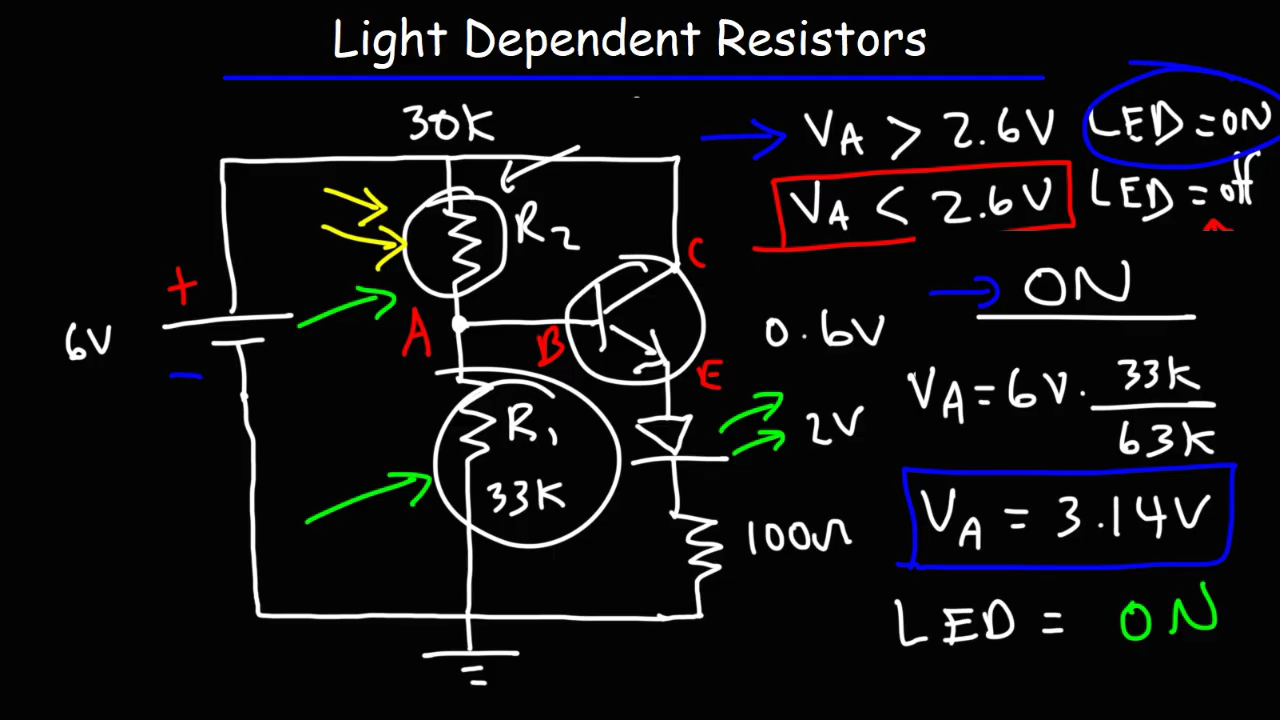 Light Dependent Resistors
30K
VA > 2.6V LED = ON
VA < 2.6V LED = off
R2
C
+
ON
6V
A
B
0.6V
E
−
VA = 6V · 33K
63K
R1
2V
33K
VA = 3.14V
100Ω
LED = ON